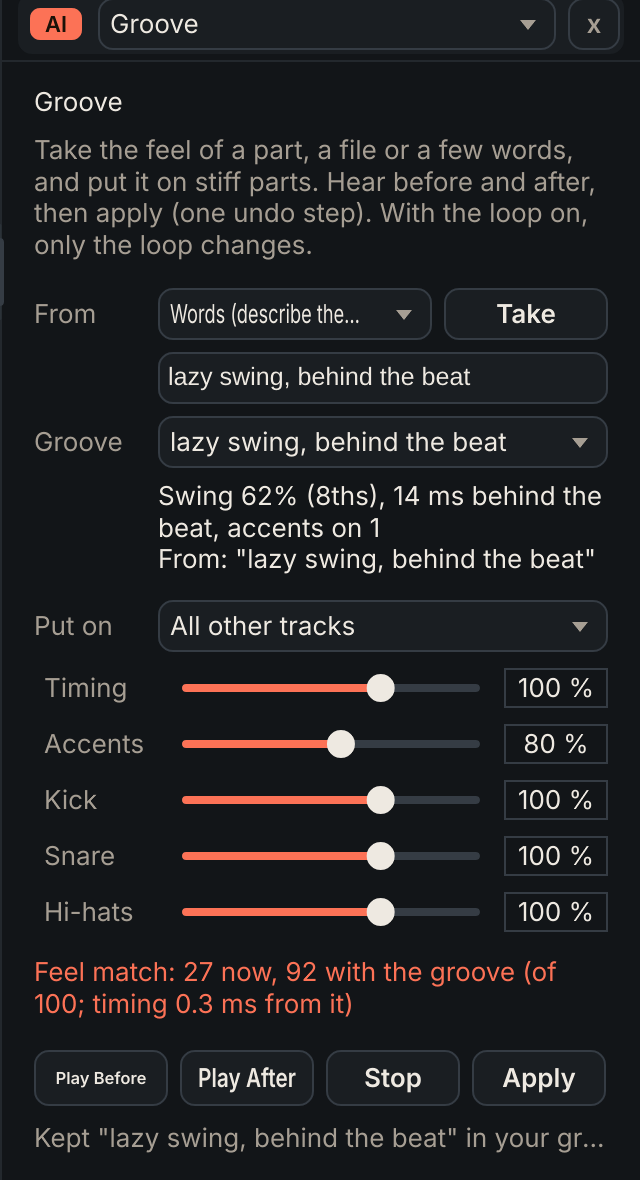 AI
Groove
x
Groove
Take the feel of a part, a file or a few words,
and put it on stiff parts. Hear before and after,
then apply (one undo step). With the loop on,
only the loop changes.
From
Words (describe the...
Take
lazy swing, behind the beat
Groove
lazy swing, behind the beat
Swing 62% (8ths), 14 ms behind the
beat, accents on 1
From: "lazy swing, behind the beat"
Put on
All other tracks
Timing
100 %
Accents
80 %
Kick
100 %
Snare
100 %
Hi-hats
100 %
Feel match: 27 now, 92 with the groove (of
100; timing 0.3 ms from it)
Play Before
Play After
Stop
Apply
Kept "lazy swing, behind the beat" in your gr...